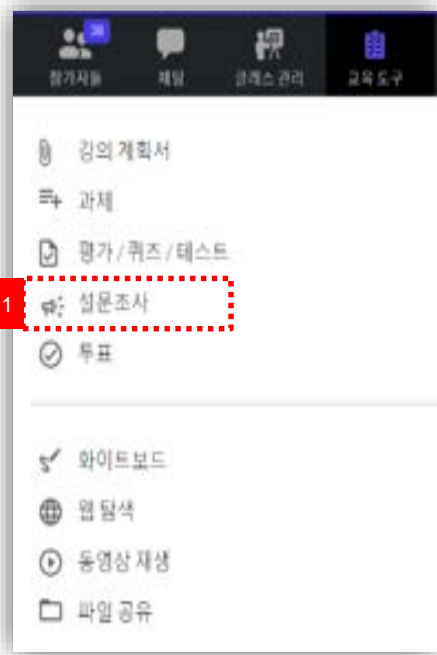 38
참가자들 채팅 클래스 관리 교육 도구
강의 계획서
과제
평가 / 퀴즈 / 테스트
1 설문조사
투표
화이트보드
웹 탐색
동영상 재생
파일 공유